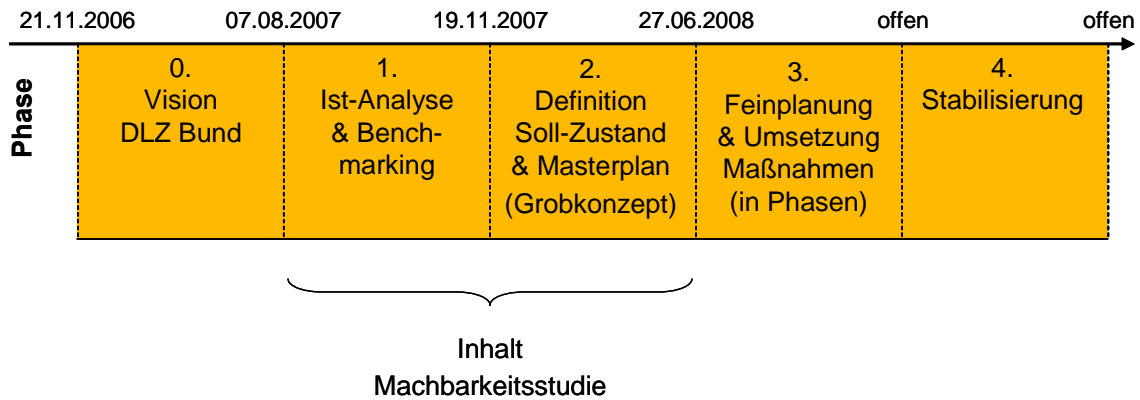 21.11.2006 07.08.2007 19.11.2007 27.06.2008 offen offen
Phase
0.
Vision
DLZ Bund
1.
Ist-Analyse
& Bench-
marking
2.
Definition
Soll-Zustand
& Masterplan
(Grobkonzept)
3.
Feinplanung
& Umsetzung
Maßnahmen
(in Phasen)
4.
Stabilisierung
Inhalt
Machbarkeitsstudie